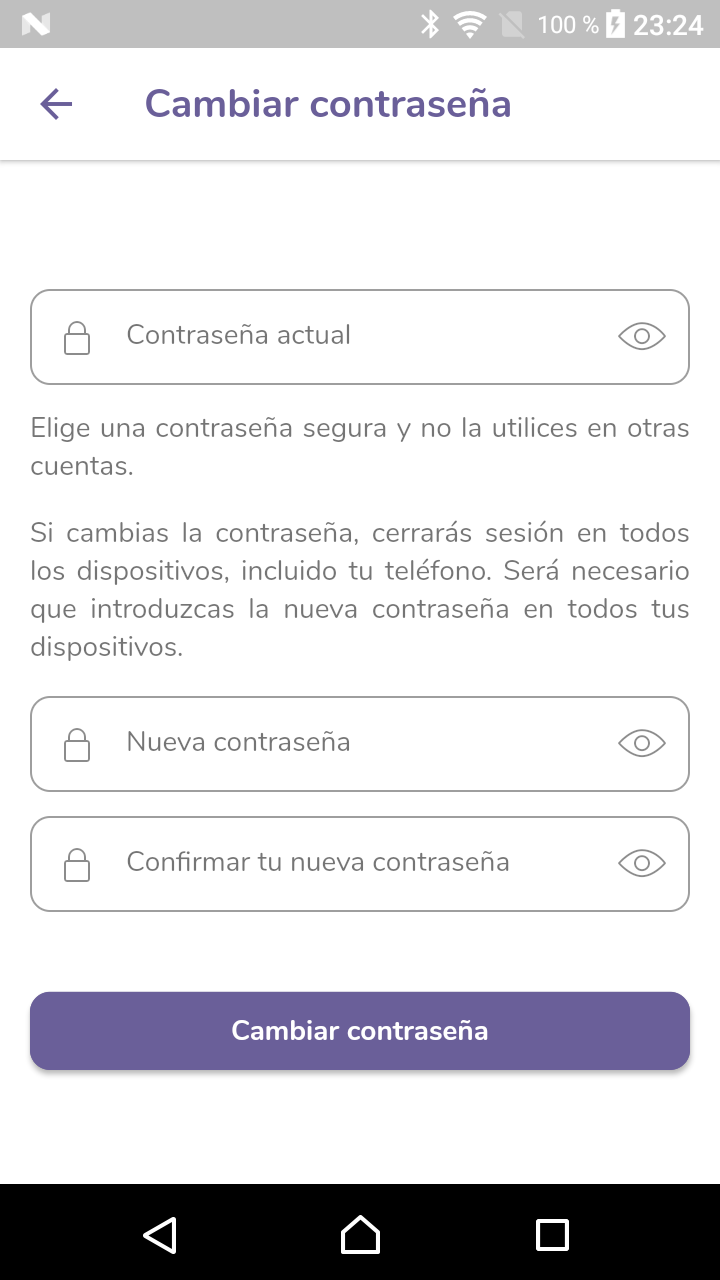 100 % 23:24
Cambiar contraseña
Contraseña actual
Elige una contraseña segura y no la utilices en otras
cuentas.
Si cambias la contraseña, cerrarás sesión en todos
los dispositivos, incluido tu teléfono. Será necesario
que introduzcas la nueva contraseña en todos tus
dispositivos.
Nueva contraseña
Confirmar tu nueva contraseña
Cambiar contraseña